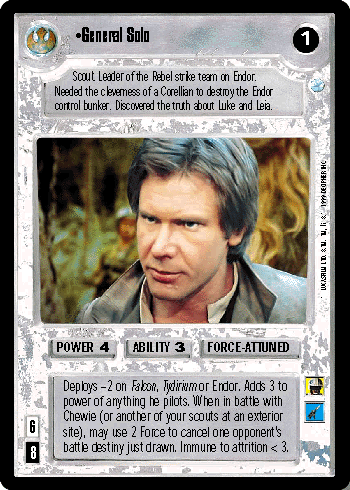 •General Solo
1
Scout Leader of the Rebel strike team on Endor.
Needed the cleverness of a Corellian to destroy the Endor
control bunker. Discovered the truth about Luke and Leia.
POWER 4
ABILITY 3
FORCE-ATTUNED
Deploys –2 on Falcon, Tydirium or Endor. Adds 3 to
power of anything he pilots. When in battle with
Chewie (or another of your scouts at an exterior
site), may use 2 Force to cancel one opponent's
battle destiny just drawn. Immune to attrition < 3.
6
8